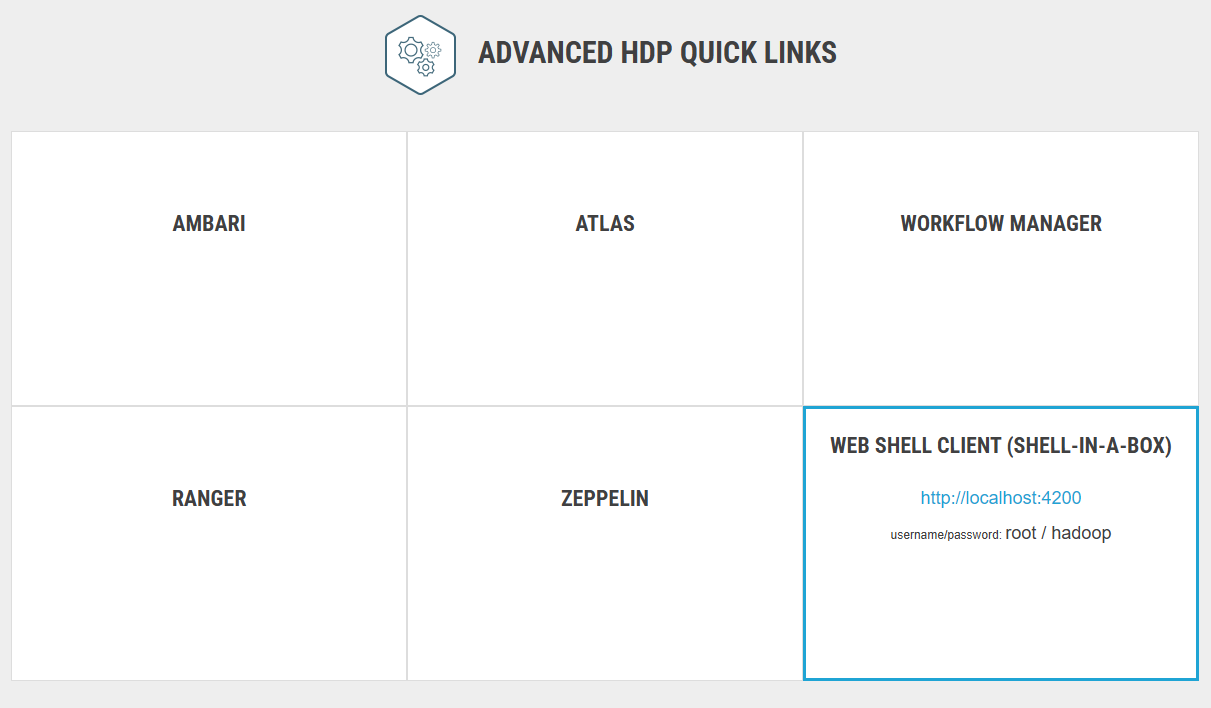 ADVANCED HDP QUICK LINKS
AMBARI
ATLAS
WORKFLOW MANAGER
RANGER
ZEPPELIN
WEB SHELL CLIENT (SHELL-IN-A-BOX)
http://localhost:4200
username/password: root / hadoop